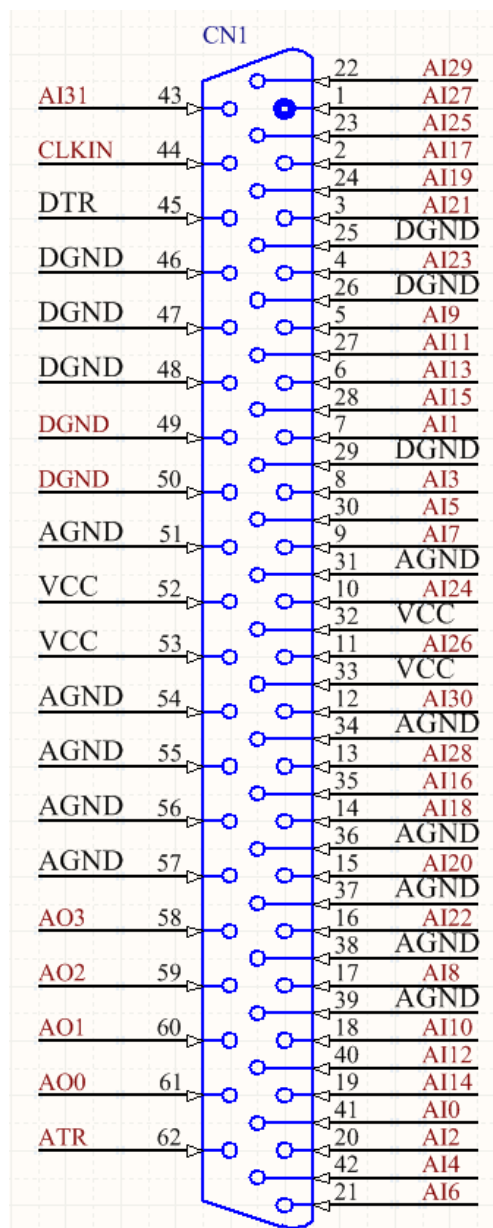 CN1
22 AI29
AI31 43 1 AI27
23 AI25
CLKIN 44 2 AI17
24 AI19
DTR 45 3 AI21
25 DGND
DGND 46 4 AI23
26 DGND
DGND 47 5 AI9
27 AI11
DGND 48 6 AI13
28 AI15
DGND 49 7 AI1
29 DGND
DGND 50 8 AI3
30 AI5
AGND 51 9 AI7
31 AGND
VCC 52 10 AI24
32 VCC
VCC 53 11 AI26
33 VCC
AGND 54 12 AI30
34 AGND
AGND 55 13 AI28
35 AI16
AGND 56 14 AI18
36 AGND
AGND 57 15 AI20
37 AGND
AO3 58 16 AI22
38 AGND
AO2 59 17 AI8
39 AGND
AO1 60 18 AI10
40 AI12
AO0 61 19 AI14
41 AI0
ATR 62 20 AI2
42 AI4
21 AI6